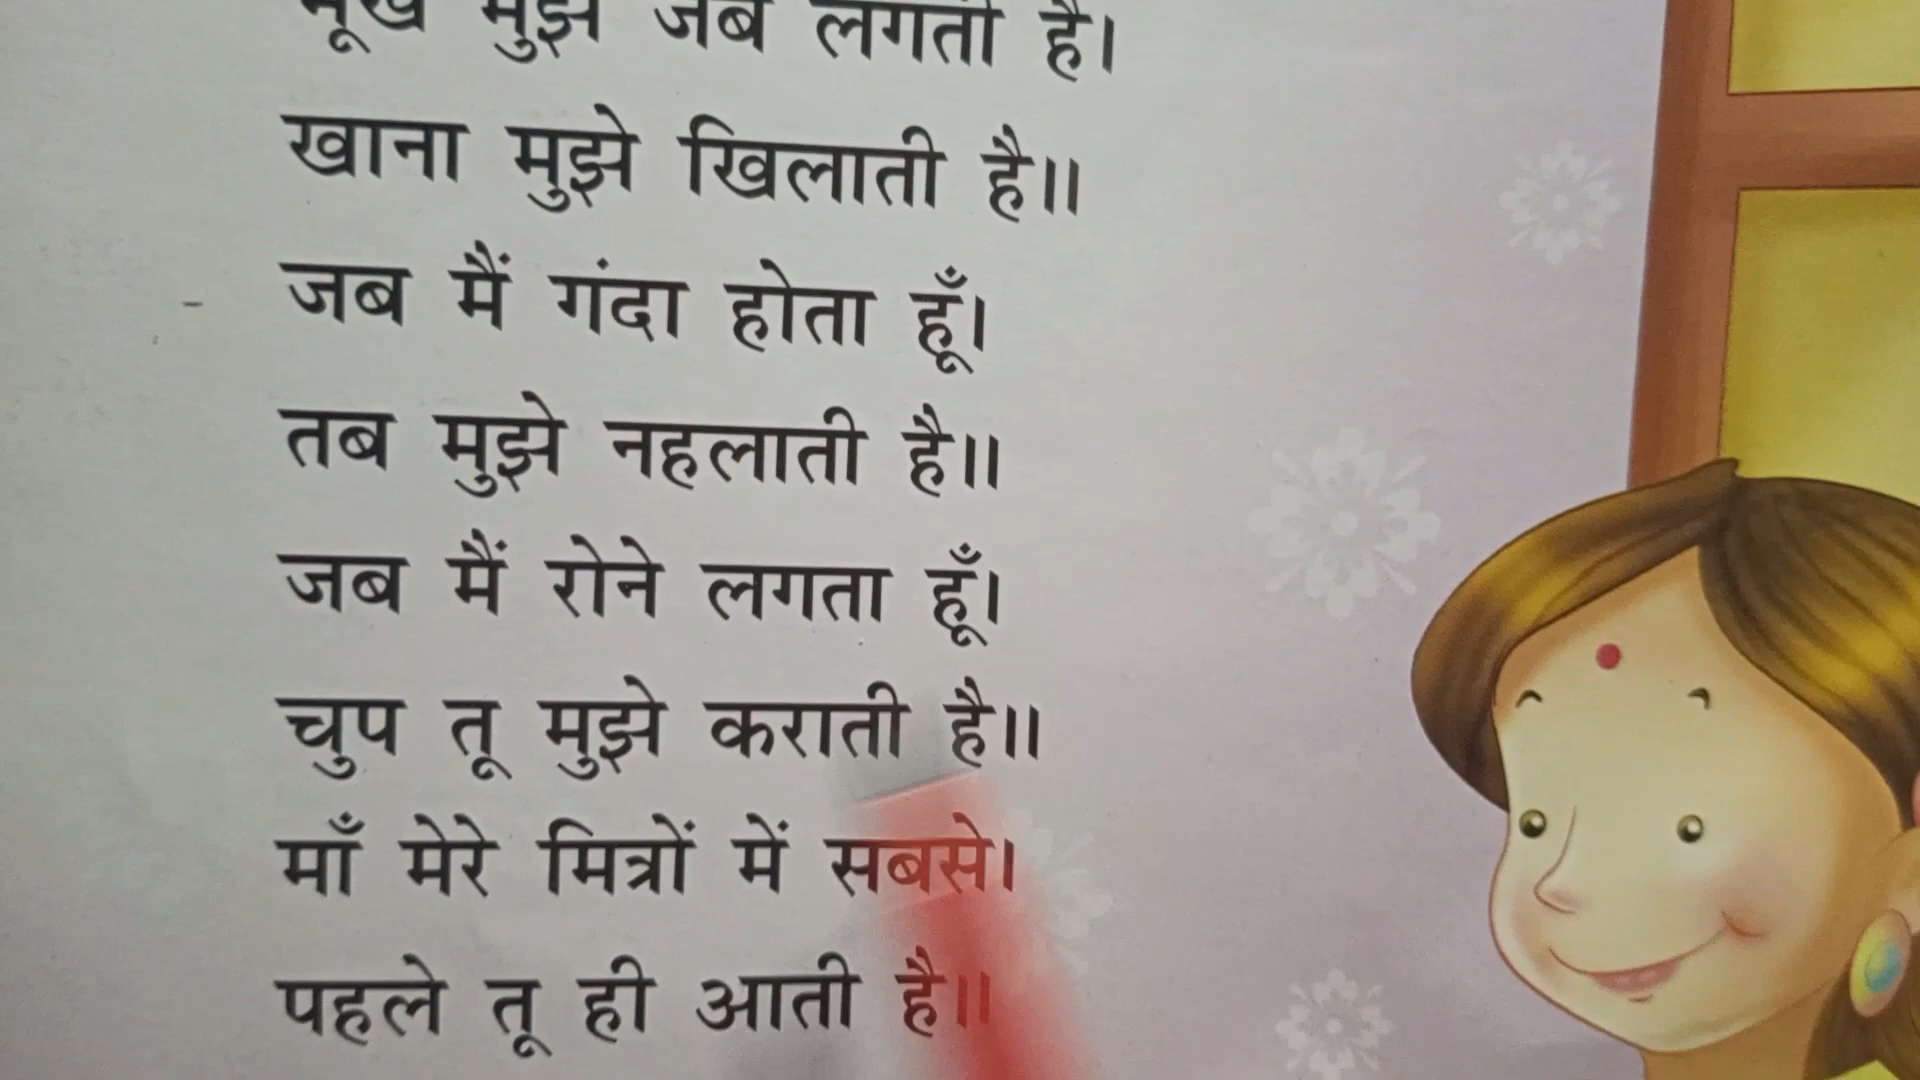 भूख मुझे जब लगती है।
खाना मुझे खिलाती है॥
जब मैं गंदा होता हूँ।
तब मुझे नहलाती है॥
जब मैं रोने लगता हूँ।
चुप तू मुझे कराती है॥
माँ मेरे मित्रों में सबसे।
पहले तू ही आती है॥